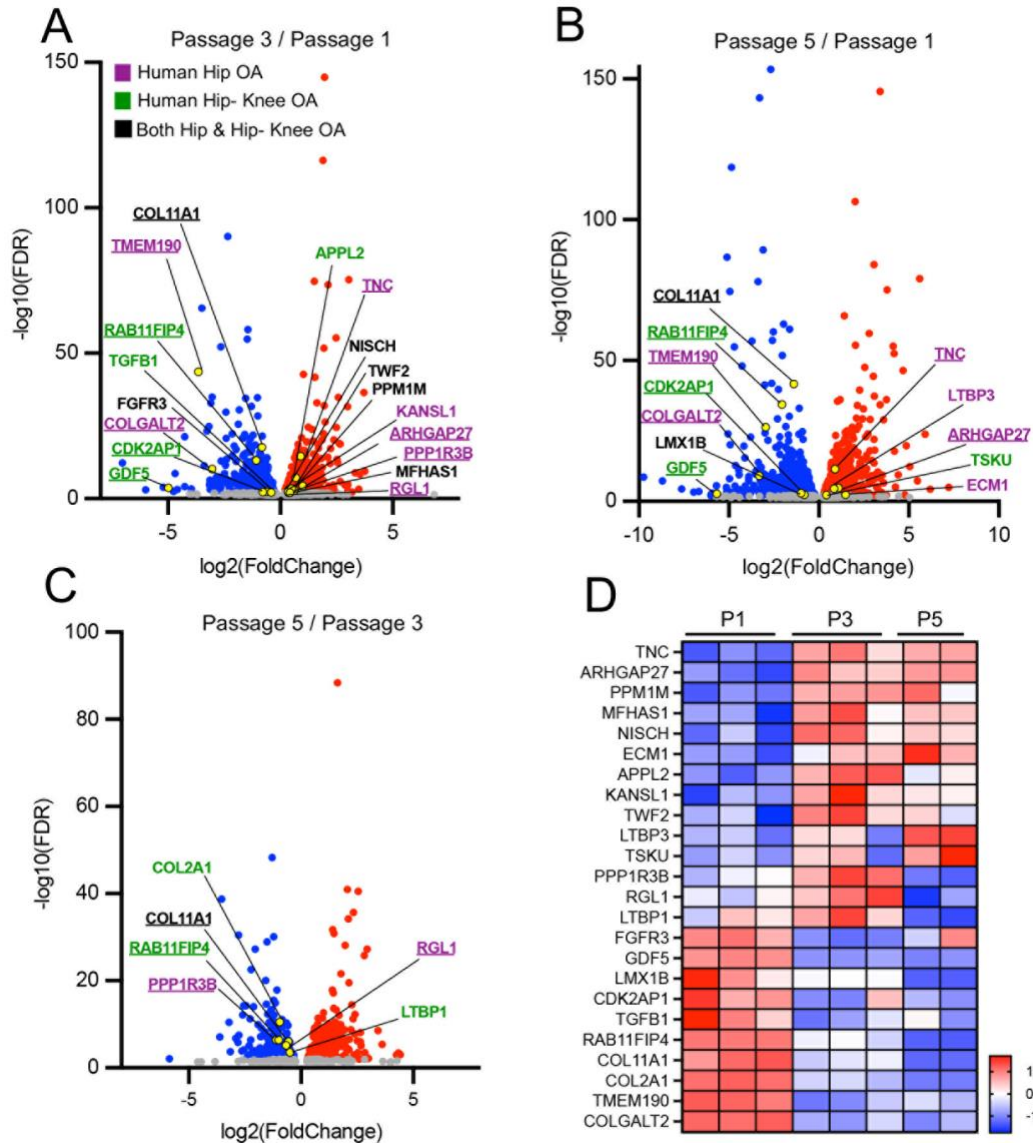 A
Passage 3 / Passage 1
Human Hip OA
Human Hip- Knee OA
Both Hip & Hip- Knee OA
-log10(FDR)
150
100
50
0
-5
0
5
log2(FoldChange)
COL11A1
TMEM190
RAB11FIP4
TGFB1
FGFR3
COLGALT2
CDK2AP1
GDF5
APPL2
TNC
NISCH
TWF2
PPM1M
KANSL1
ARHGAP27
PPP1R3B
MFHAS1
RGL1
B
Passage 5 / Passage 1
-log10(FDR)
150
100
50
0
-10
-5
0
5
10
log2(FoldChange)
COL11A1
RAB11FIP4
TMEM190
CDK2AP1
COLGALT2
LMX1B
GDF5
TNC
LTBP3
ARHGAP27
TSKU
ECM1
C
Passage 5 / Passage 3
-log10(FDR)
100
80
60
40
20
0
-5
0
5
log2(FoldChange)
COL2A1
COL11A1
RAB11FIP4
PPP1R3B
RGL1
LTBP1
D
P1
P3
P5
TNC
ARHGAP27
PPM1M
MFHAS1
NISCH
ECM1
APPL2
KANSL1
TWF2
LTBP3
TSKU
PPP1R3B
RGL1
LTBP1
FGFR3
GDF5
LMX1B
CDK2AP1
TGFB1
RAB11FIP4
COL11A1
COL2A1
TMEM190
COLGALT2
1
0
-1